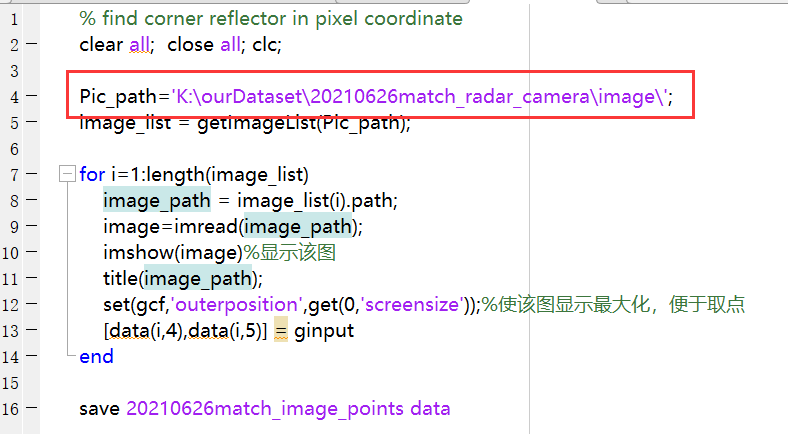 1 % find corner reflector in pixel coordinate
2 clear all; close all; clc;
3
4 Pic_path='K:\ourDataset\20210626match_radar_camera\image\';
5 image_list = getImageList(Pic_path);
6
7 for i=1:length(image_list)
8 image_path = image_list(i).path;
9 image=imread(image_path);
10 imshow(image)%显示该图
11 title(image_path);
12 set(gcf,'outerposition',get(0,'screensize'));%使该图显示最大化，便于取点
13 [data(i,4),data(i,5)] = ginput
14 end
15
16 save 20210626match_image_points data